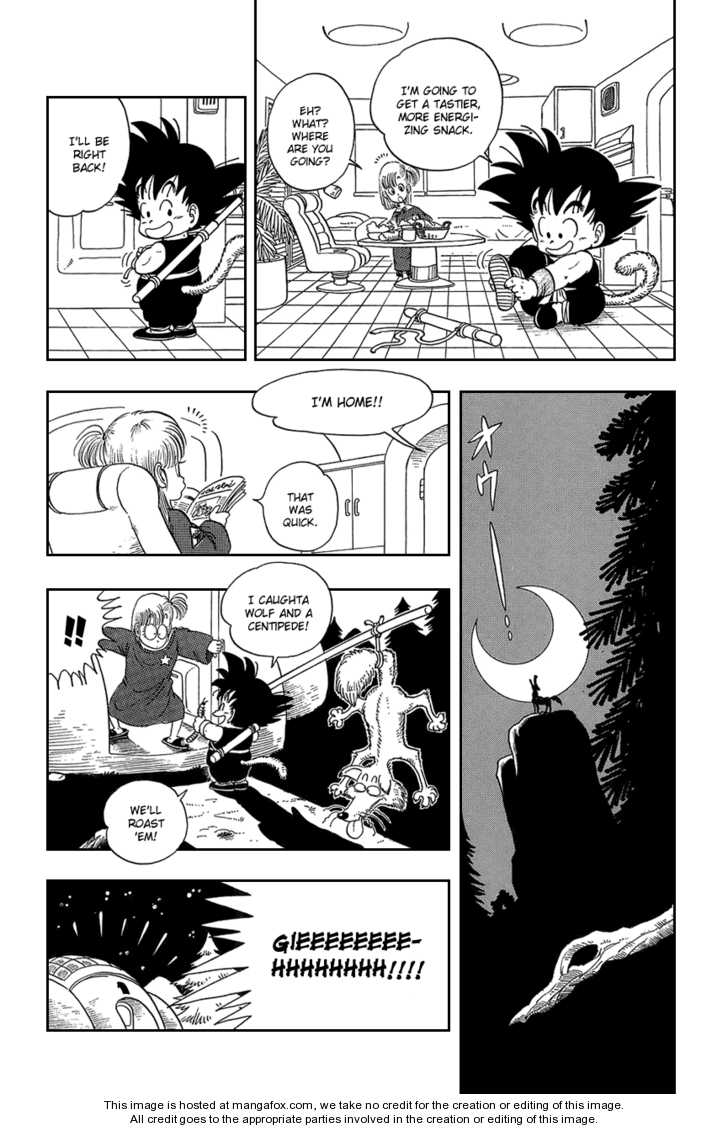 I'M GOING TO
GET A TASTIER,
MORE ENERGI-
ZING SNACK.
EH?
WHAT?
WHERE
ARE YOU
GOING?
I'LL BE
RIGHT
BACK!
I'M HOME!!
THAT
WAS
QUICK.
I CAUGHTA
WOLF AND A
CENTIPEDE!
!!
WE'LL
ROAST
'EM!
GIEEEEEEEE-
HHHHHHHH!!!!
This image is hosted at mangafox.com, we take no credit for the creation or editing of this image.
All credit goes to the appropriate parties involved in the creation or editing of this image.